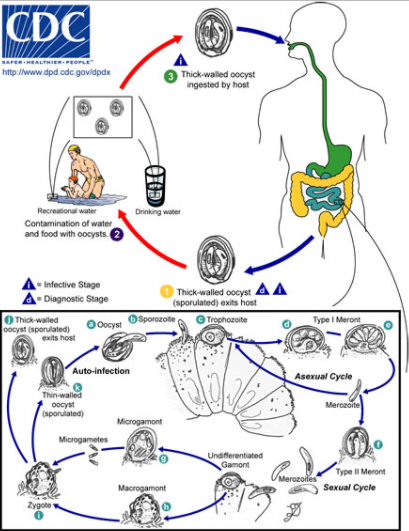 CDC
SAFER•HEALTHIER•PEOPLE™
http://www.dpd.cdc.gov/dpdx
i
3 Thick-walled oocyst
ingested by host
Recreational water
Drinking water
Contamination of water
and food with oocysts. 2
1 Thick-walled oocyst d i
(sporulated) exits host
i = Infective Stage
d = Diagnostic Stage
j Thick-walled
oocyst (sporulated)
exits host
a Oocyst
b Sporozoite
c Trophozoite
Type I Meront
d
e
Auto-infection
k
Thin-walled
oocyst
(sporulated)
Asexual Cycle
Merozoite
f
Type II Meront
Merozoites
Sexual Cycle
Microgamont
Microgametes
g
Undifferentiated
Gamont
Macrogamont
h
Zygote
i